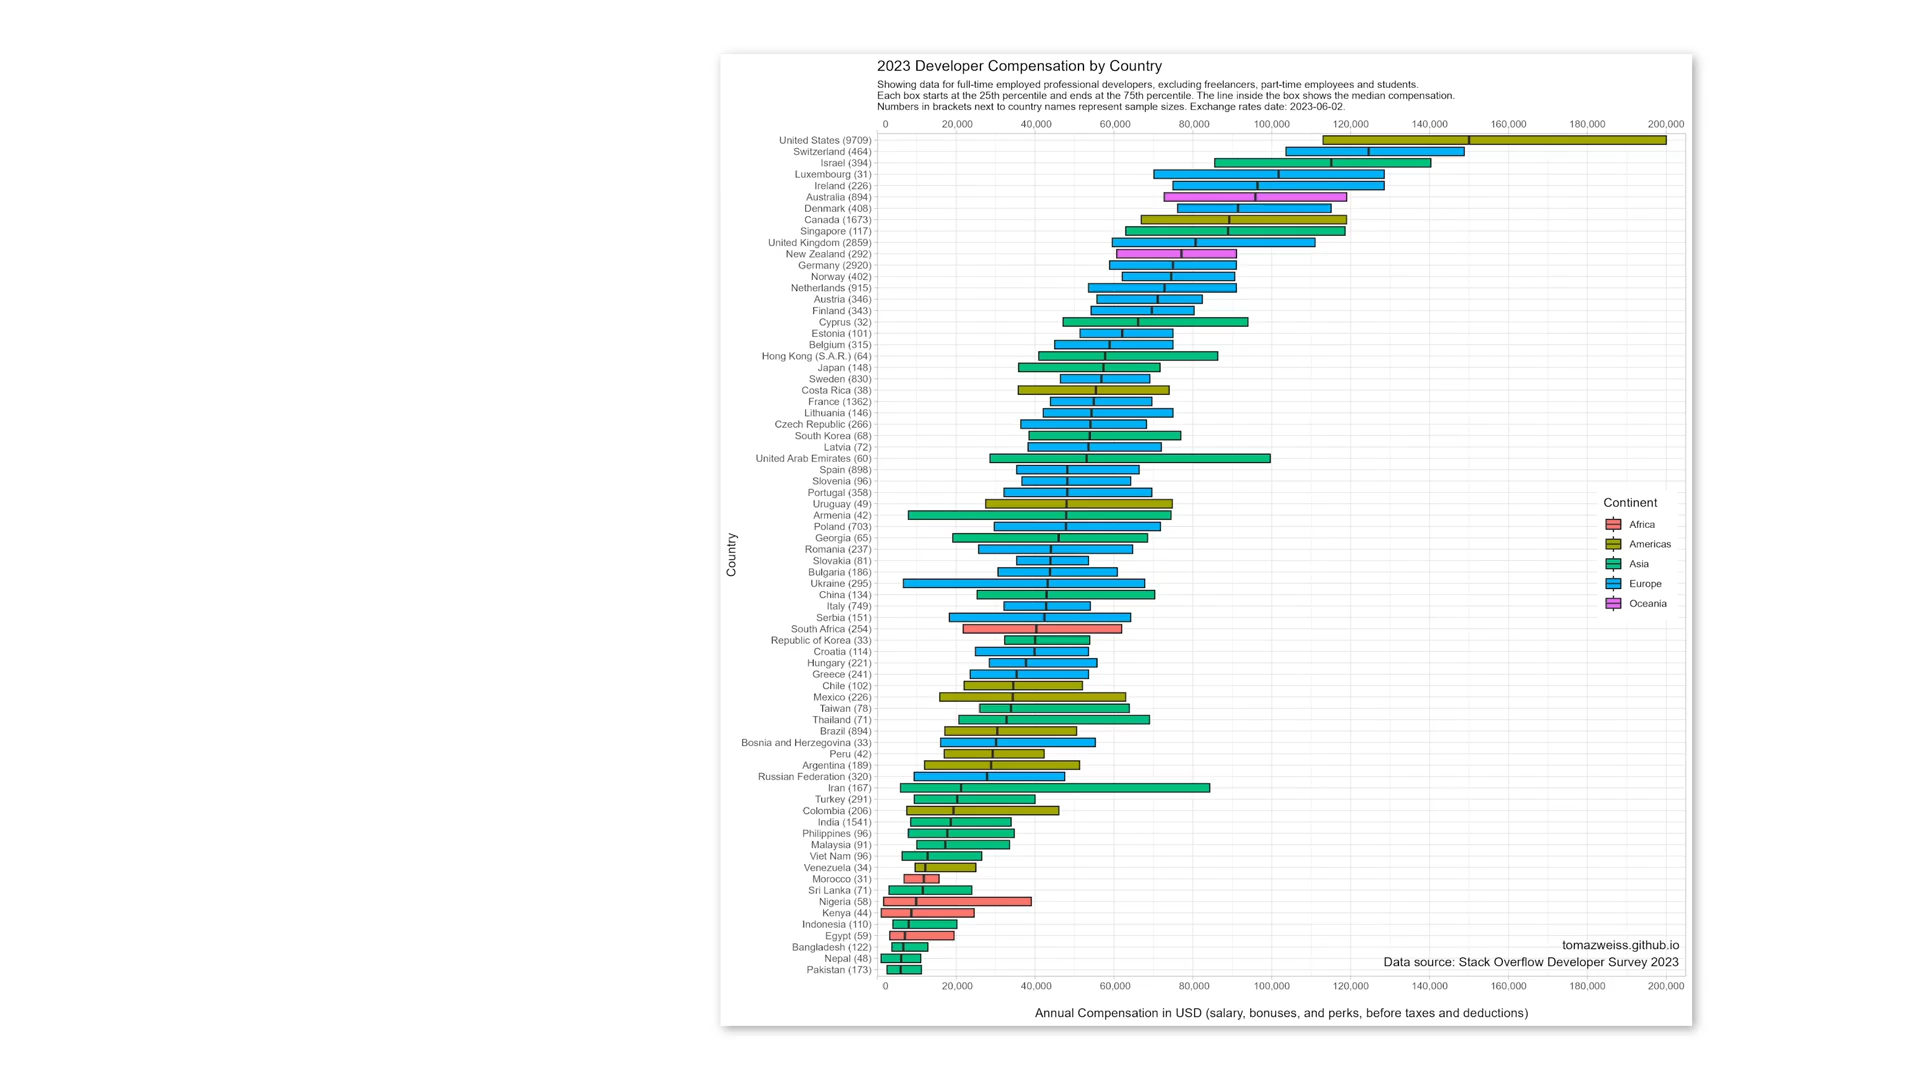 2023 Developer Compensation by Country
Showing data for full-time employed professional developers, excluding freelancers, part-time employees and students.
Each box starts at the 25th percentile and ends at the 75th percentile. The line inside the box shows the median compensation.
Numbers in brackets next to country names represent sample sizes. Exchange rates date: 2023-06-02.
0 20,000 40,000 60,000 80,000 100,000 120,000 140,000 160,000 180,000 200,000
United States (9709)
Switzerland (464)
Israel (394)
Luxembourg (31)
Ireland (226)
Australia (894)
Denmark (408)
Canada (1673)
Singapore (117)
United Kingdom (2859)
New Zealand (292)
Germany (2920)
Norway (402)
Netherlands (915)
Austria (346)
Finland (343)
Cyprus (32)
Estonia (101)
Belgium (315)
Hong Kong (S.A.R.) (64)
Japan (148)
Sweden (830)
Costa Rica (38)
France (1362)
Lithuania (146)
Czech Republic (266)
South Korea (68)
Latvia (72)
United Arab Emirates (60)
Spain (898)
Slovenia (96)
Portugal (358)
Uruguay (49)
Armenia (42)
Poland (703)
Georgia (65)
Romania (237)
Slovakia (81)
Bulgaria (186)
Ukraine (295)
China (134)
Italy (749)
Serbia (151)
South Africa (254)
Republic of Korea (33)
Croatia (114)
Hungary (221)
Greece (241)
Chile (102)
Mexico (226)
Taiwan (78)
Thailand (71)
Brazil (894)
Bosnia and Herzegovina (33)
Peru (42)
Argentina (189)
Russian Federation (320)
Iran (167)
Turkey (291)
Colombia (206)
India (1541)
Philippines (96)
Malaysia (91)
Viet Nam (96)
Venezuela (34)
Morocco (31)
Sri Lanka (71)
Nigeria (58)
Kenya (44)
Indonesia (110)
Egypt (59)
Bangladesh (122)
Nepal (48)
Pakistan (173)
Country
Continent
Africa
Americas
Asia
Europe
Oceania
tomazweiss.github.io
Data source: Stack Overflow Developer Survey 2023
0 20,000 40,000 60,000 80,000 100,000 120,000 140,000 160,000 180,000 200,000
Annual Compensation in USD (salary, bonuses, and perks, before taxes and deductions)